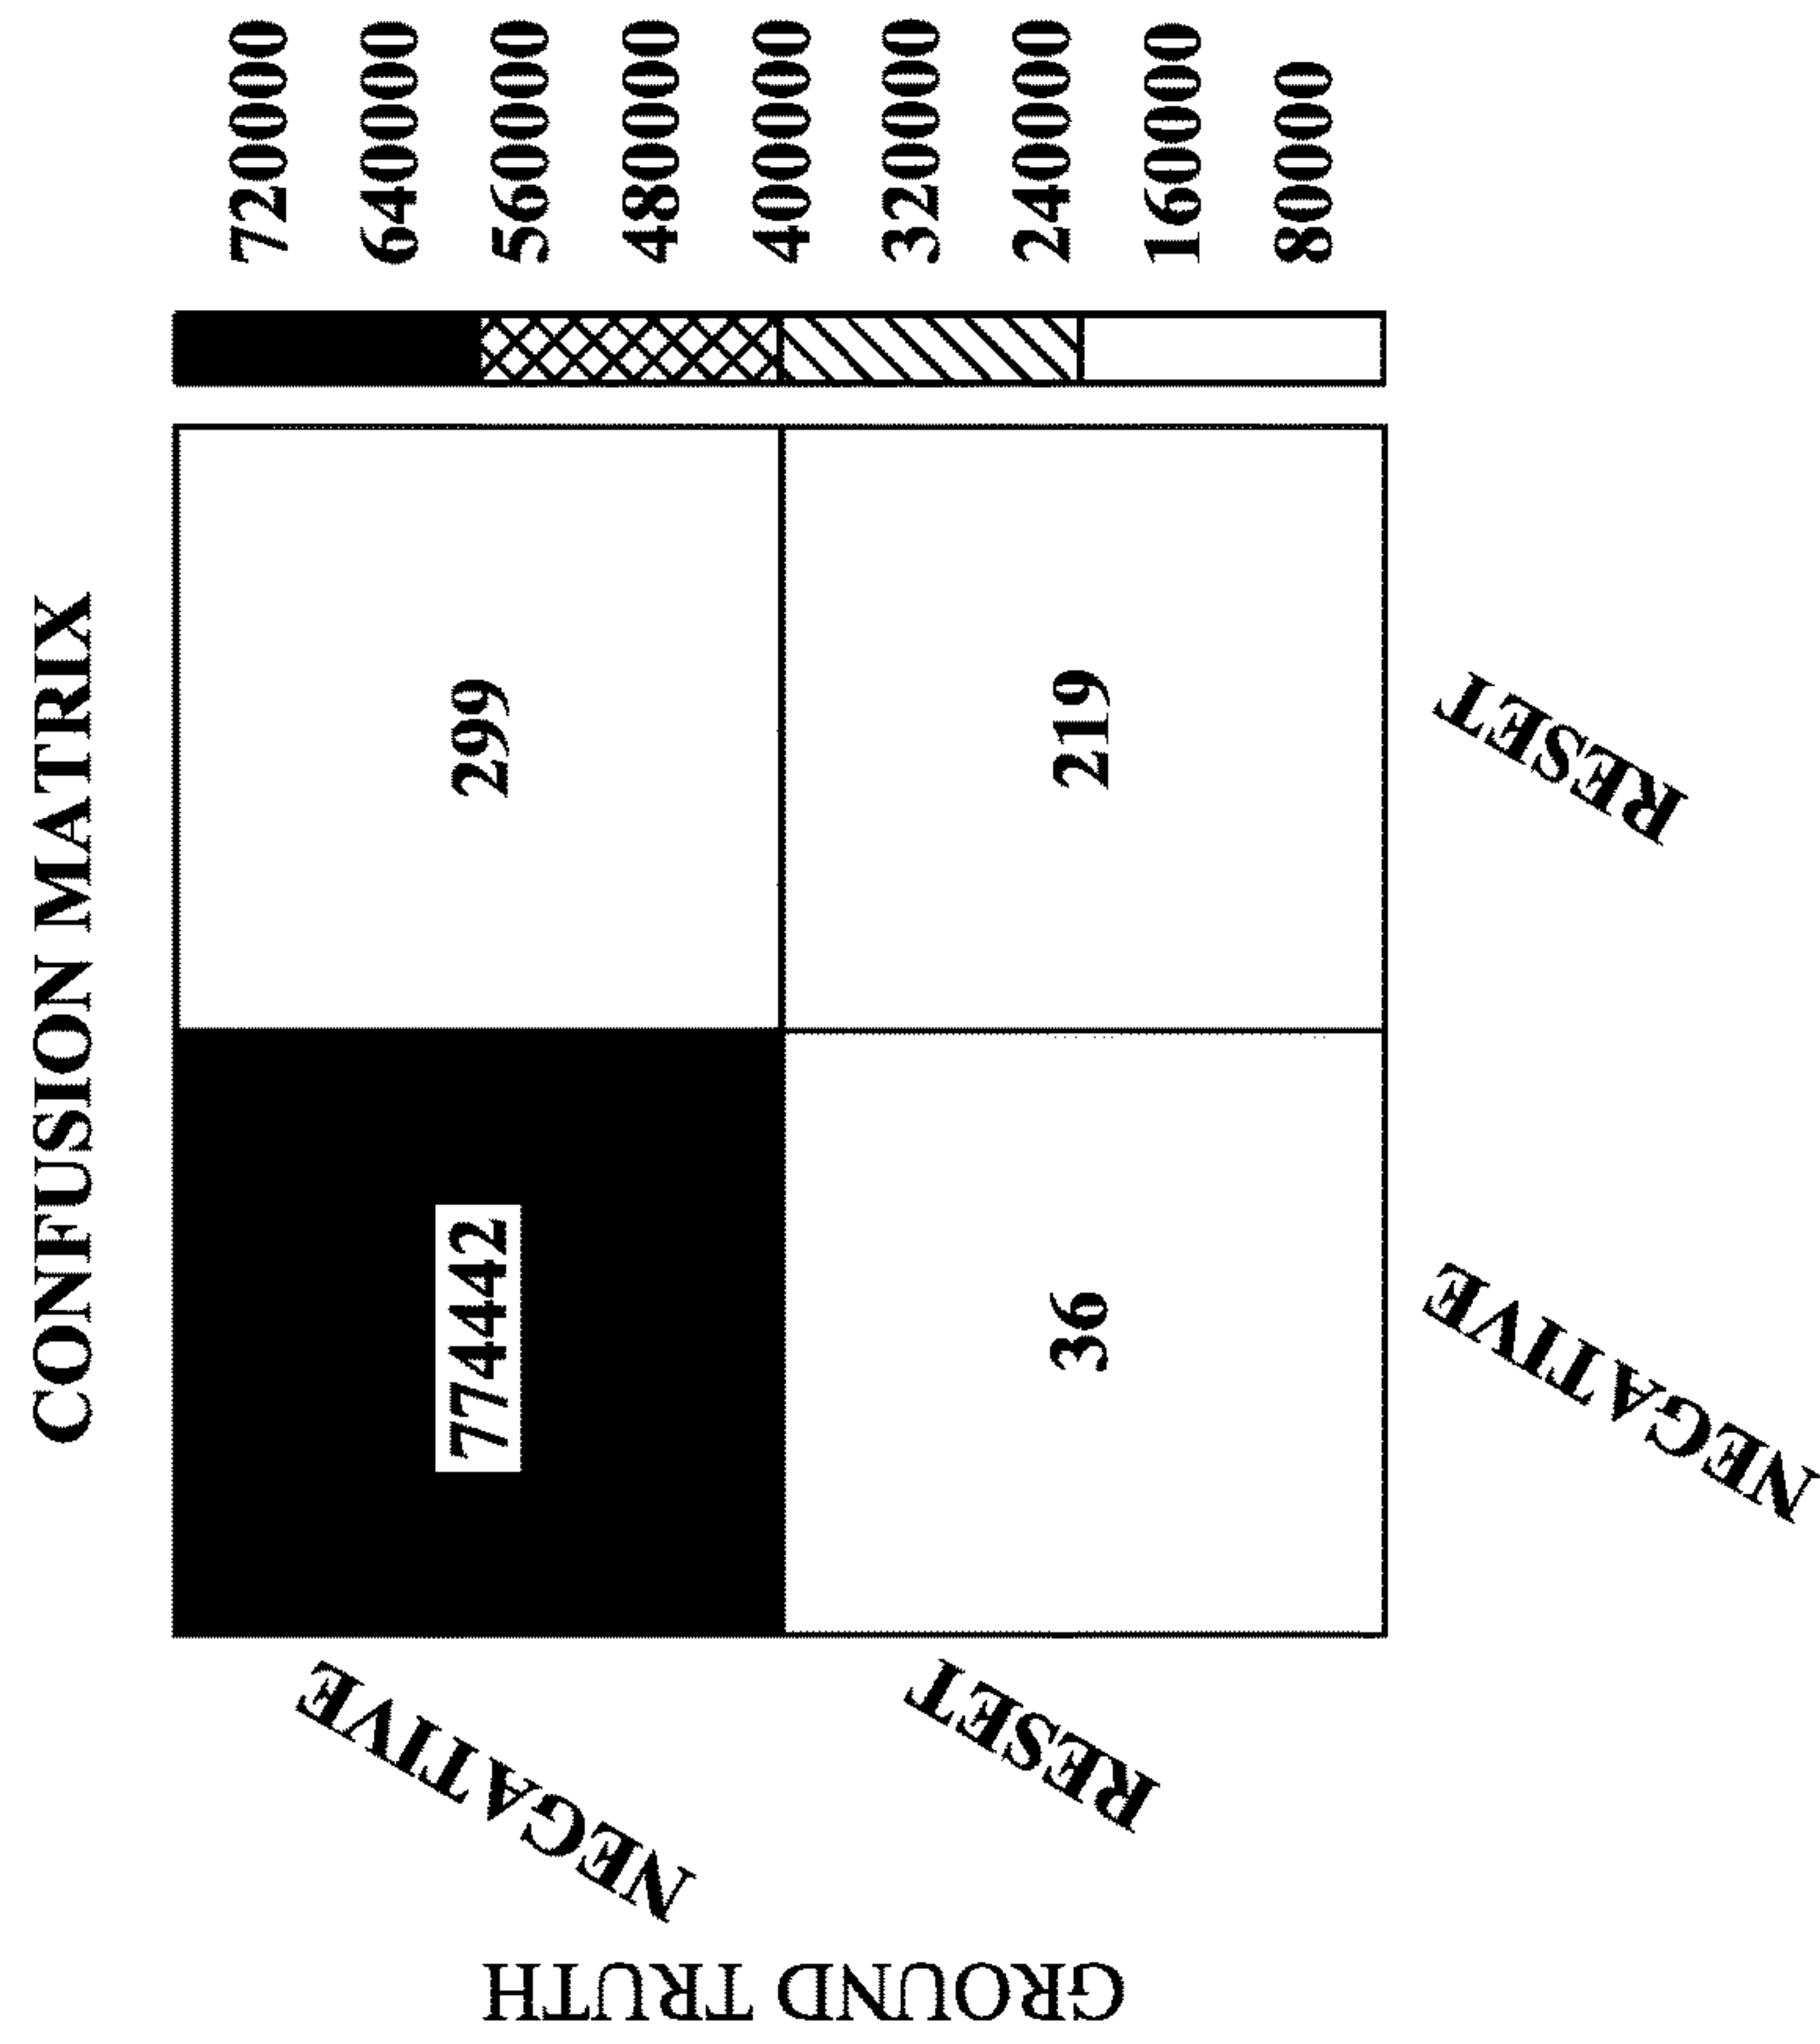 CONFUSION MATRIX
GROUND TRUTH
NEGATIVE
RESET
774442
299
36
219
NEGATIVE
RESET
720000
640000
560000
480000
400000
320000
240000
160000
80000